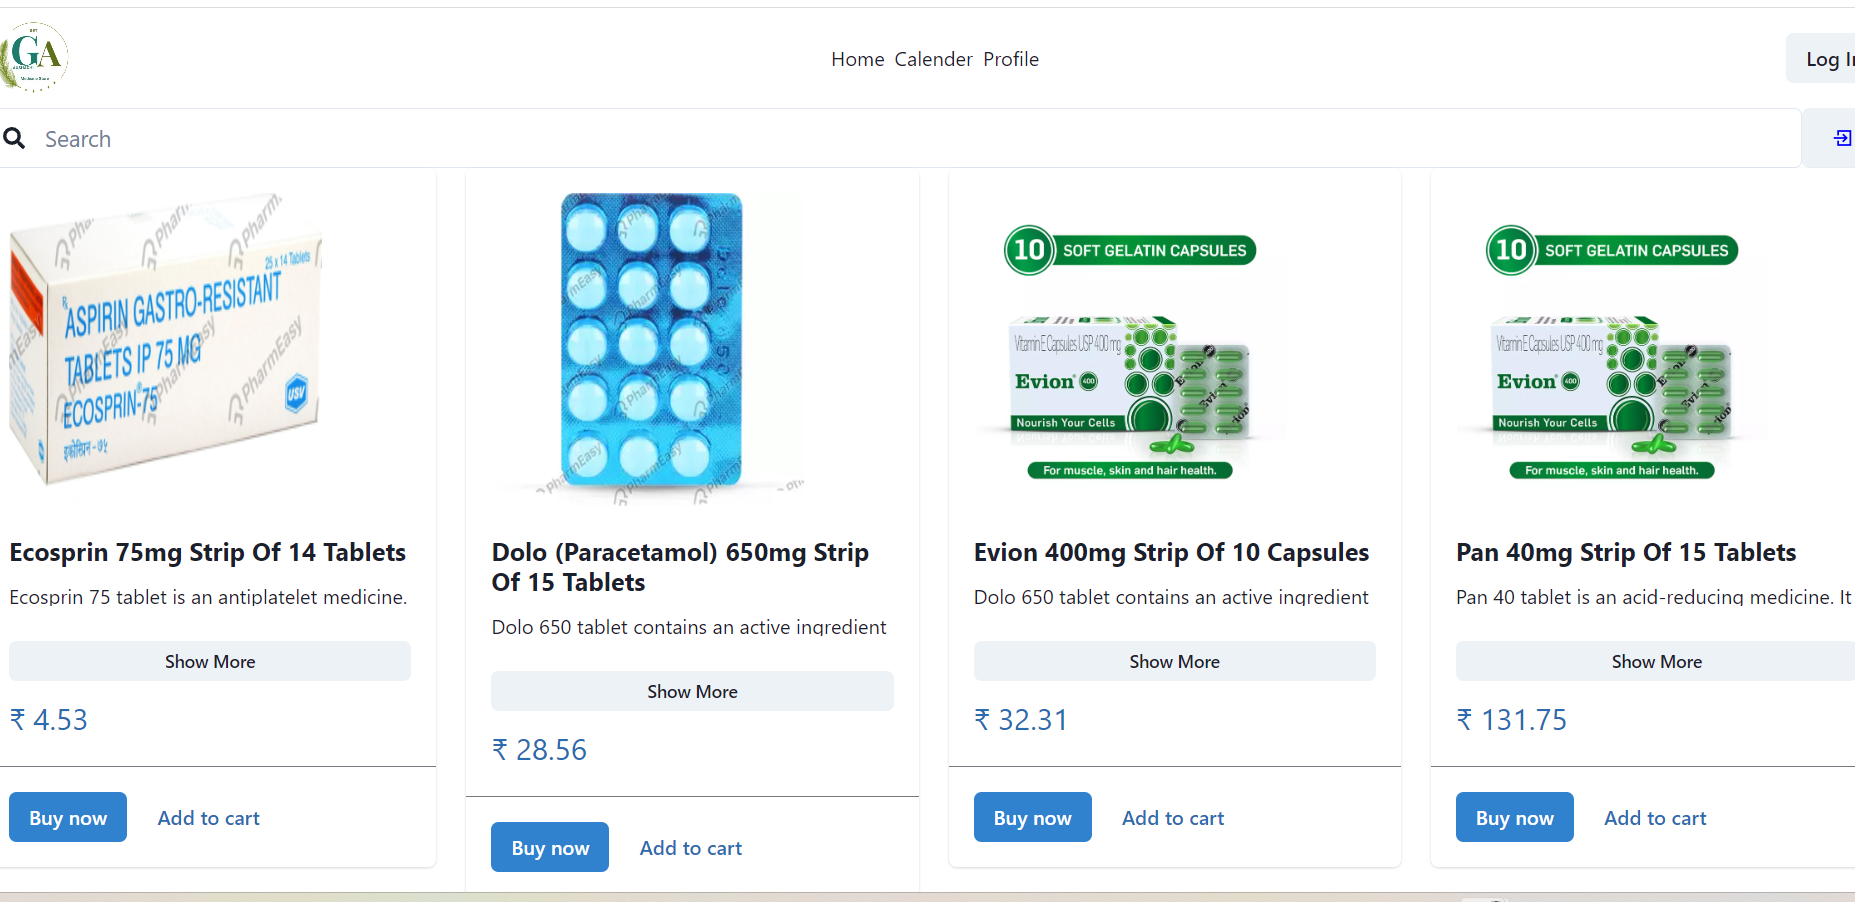 GA
Medicine Store
Home Calender Profile
Log In
Search
25 x 14 Tablets
ASPIRIN GASTRO-RESISTANT
TABLETS IP 75 MG
ECOSPRIN®-75
इकोस्प्रिन - ७५
USV
PharmEasy
PharmEasy
10 SOFT GELATIN CAPSULES
Vitamin E Capsules USP 400 mg
Evion® 400
Nourish Your Cells
For muscle, skin and hair health.
10 SOFT GELATIN CAPSULES
Vitamin E Capsules USP 400 mg
Evion® 400
Nourish Your Cells
For muscle, skin and hair health.
Ecosprin 75mg Strip Of 14 Tablets
Ecosprin 75 tablet is an antiplatelet medicine.
Show More
₹ 4.53
Buy now Add to cart
Dolo (Paracetamol) 650mg Strip
Of 15 Tablets
Dolo 650 tablet contains an active ingredient
Show More
₹ 28.56
Buy now Add to cart
Evion 400mg Strip Of 10 Capsules
Dolo 650 tablet contains an active ingredient
Show More
₹ 32.31
Buy now Add to cart
Pan 40mg Strip Of 15 Tablets
Pan 40 tablet is an acid-reducing medicine. It
Show More
₹ 131.75
Buy now Add to cart